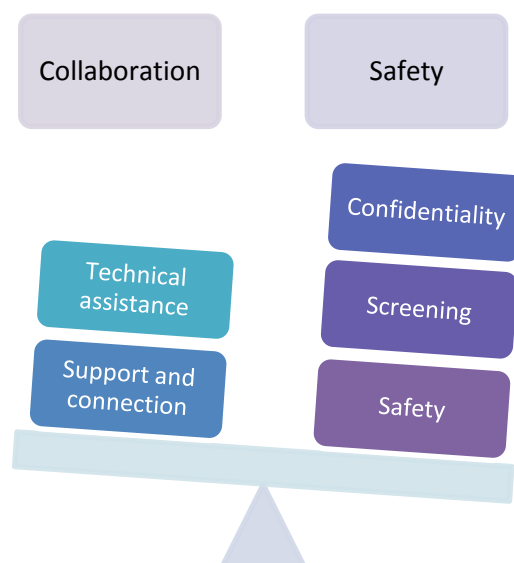 Collaboration
Safety
Confidentiality
Technical
assistance
Screening
Support and
connection
Safety